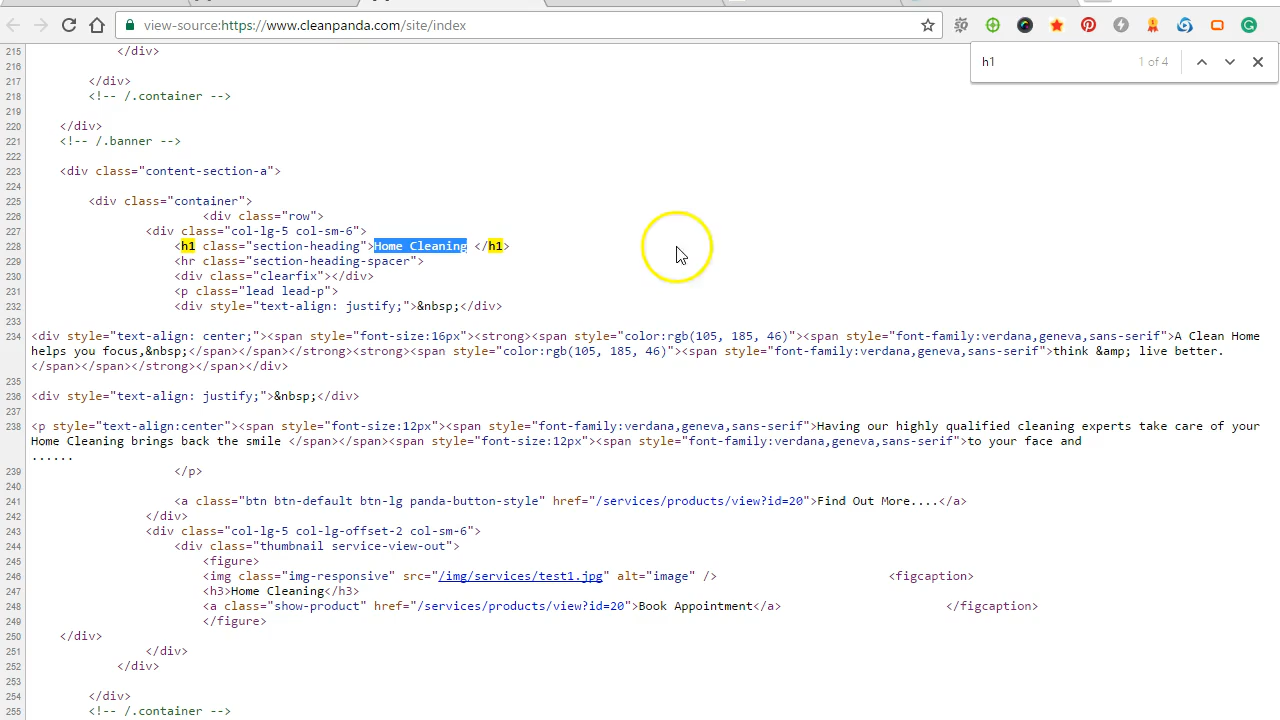 view-source:https://www.cleanpanda.com/site/index
h1 1 of 4
215 </div>
216
217 </div>
218 <!-- /.container -->
219
220 </div>
221 <!-- /.banner -->
222
223 <div class="content-section-a">
224
225 <div class="container">
226 <div class="row">
227 <div class="col-lg-5 col-sm-6">
228 <h1 class="section-heading">Home Cleaning </h1>
229 <hr class="section-heading-spacer">
230 <div class="clearfix"></div>
231 <p class="lead lead-p">
232 <div style="text-align: justify;">&nbsp;</div>
233
234 <div style="text-align: center;"><span style="font-size:16px"><strong><span style="color:rgb(105, 185, 46)"><span style="font-family:verdana,geneva,sans-serif">A Clean Home
helps you focus,&nbsp;</span></span></strong><strong><span style="color:rgb(105, 185, 46)"><span style="font-family:verdana,geneva,sans-serif">think &amp; live better.
</span></span></strong></span></div>
235
236 <div style="text-align: justify;">&nbsp;</div>
237
238 <p style="text-align:center"><span style="font-size:12px"><span style="font-family:verdana,geneva,sans-serif">Having our highly qualified cleaning experts take care of your
Home Cleaning brings back the smile </span></span><span style="font-size:12px"><span style="font-family:verdana,geneva,sans-serif">to your face and
......
239 </p>
240
241 <a class="btn btn-default btn-lg panda-button-style" href="/services/products/view?id=20">Find Out More....</a>
242 </div>
243 <div class="col-lg-5 col-lg-offset-2 col-sm-6">
244 <div class="thumbnail service-view-out">
245 <figure>
246 <img class="img-responsive" src="/img/services/test1.jpg" alt="image" /> <figcaption>
247 <h3>Home Cleaning</h3>
248 <a class="show-product" href="/services/products/view?id=20">Book Appointment</a> </figcaption>
249 </figure>
250 </div>
251 </div>
252 </div>
253
254 </div>
255 <!-- /.container -->